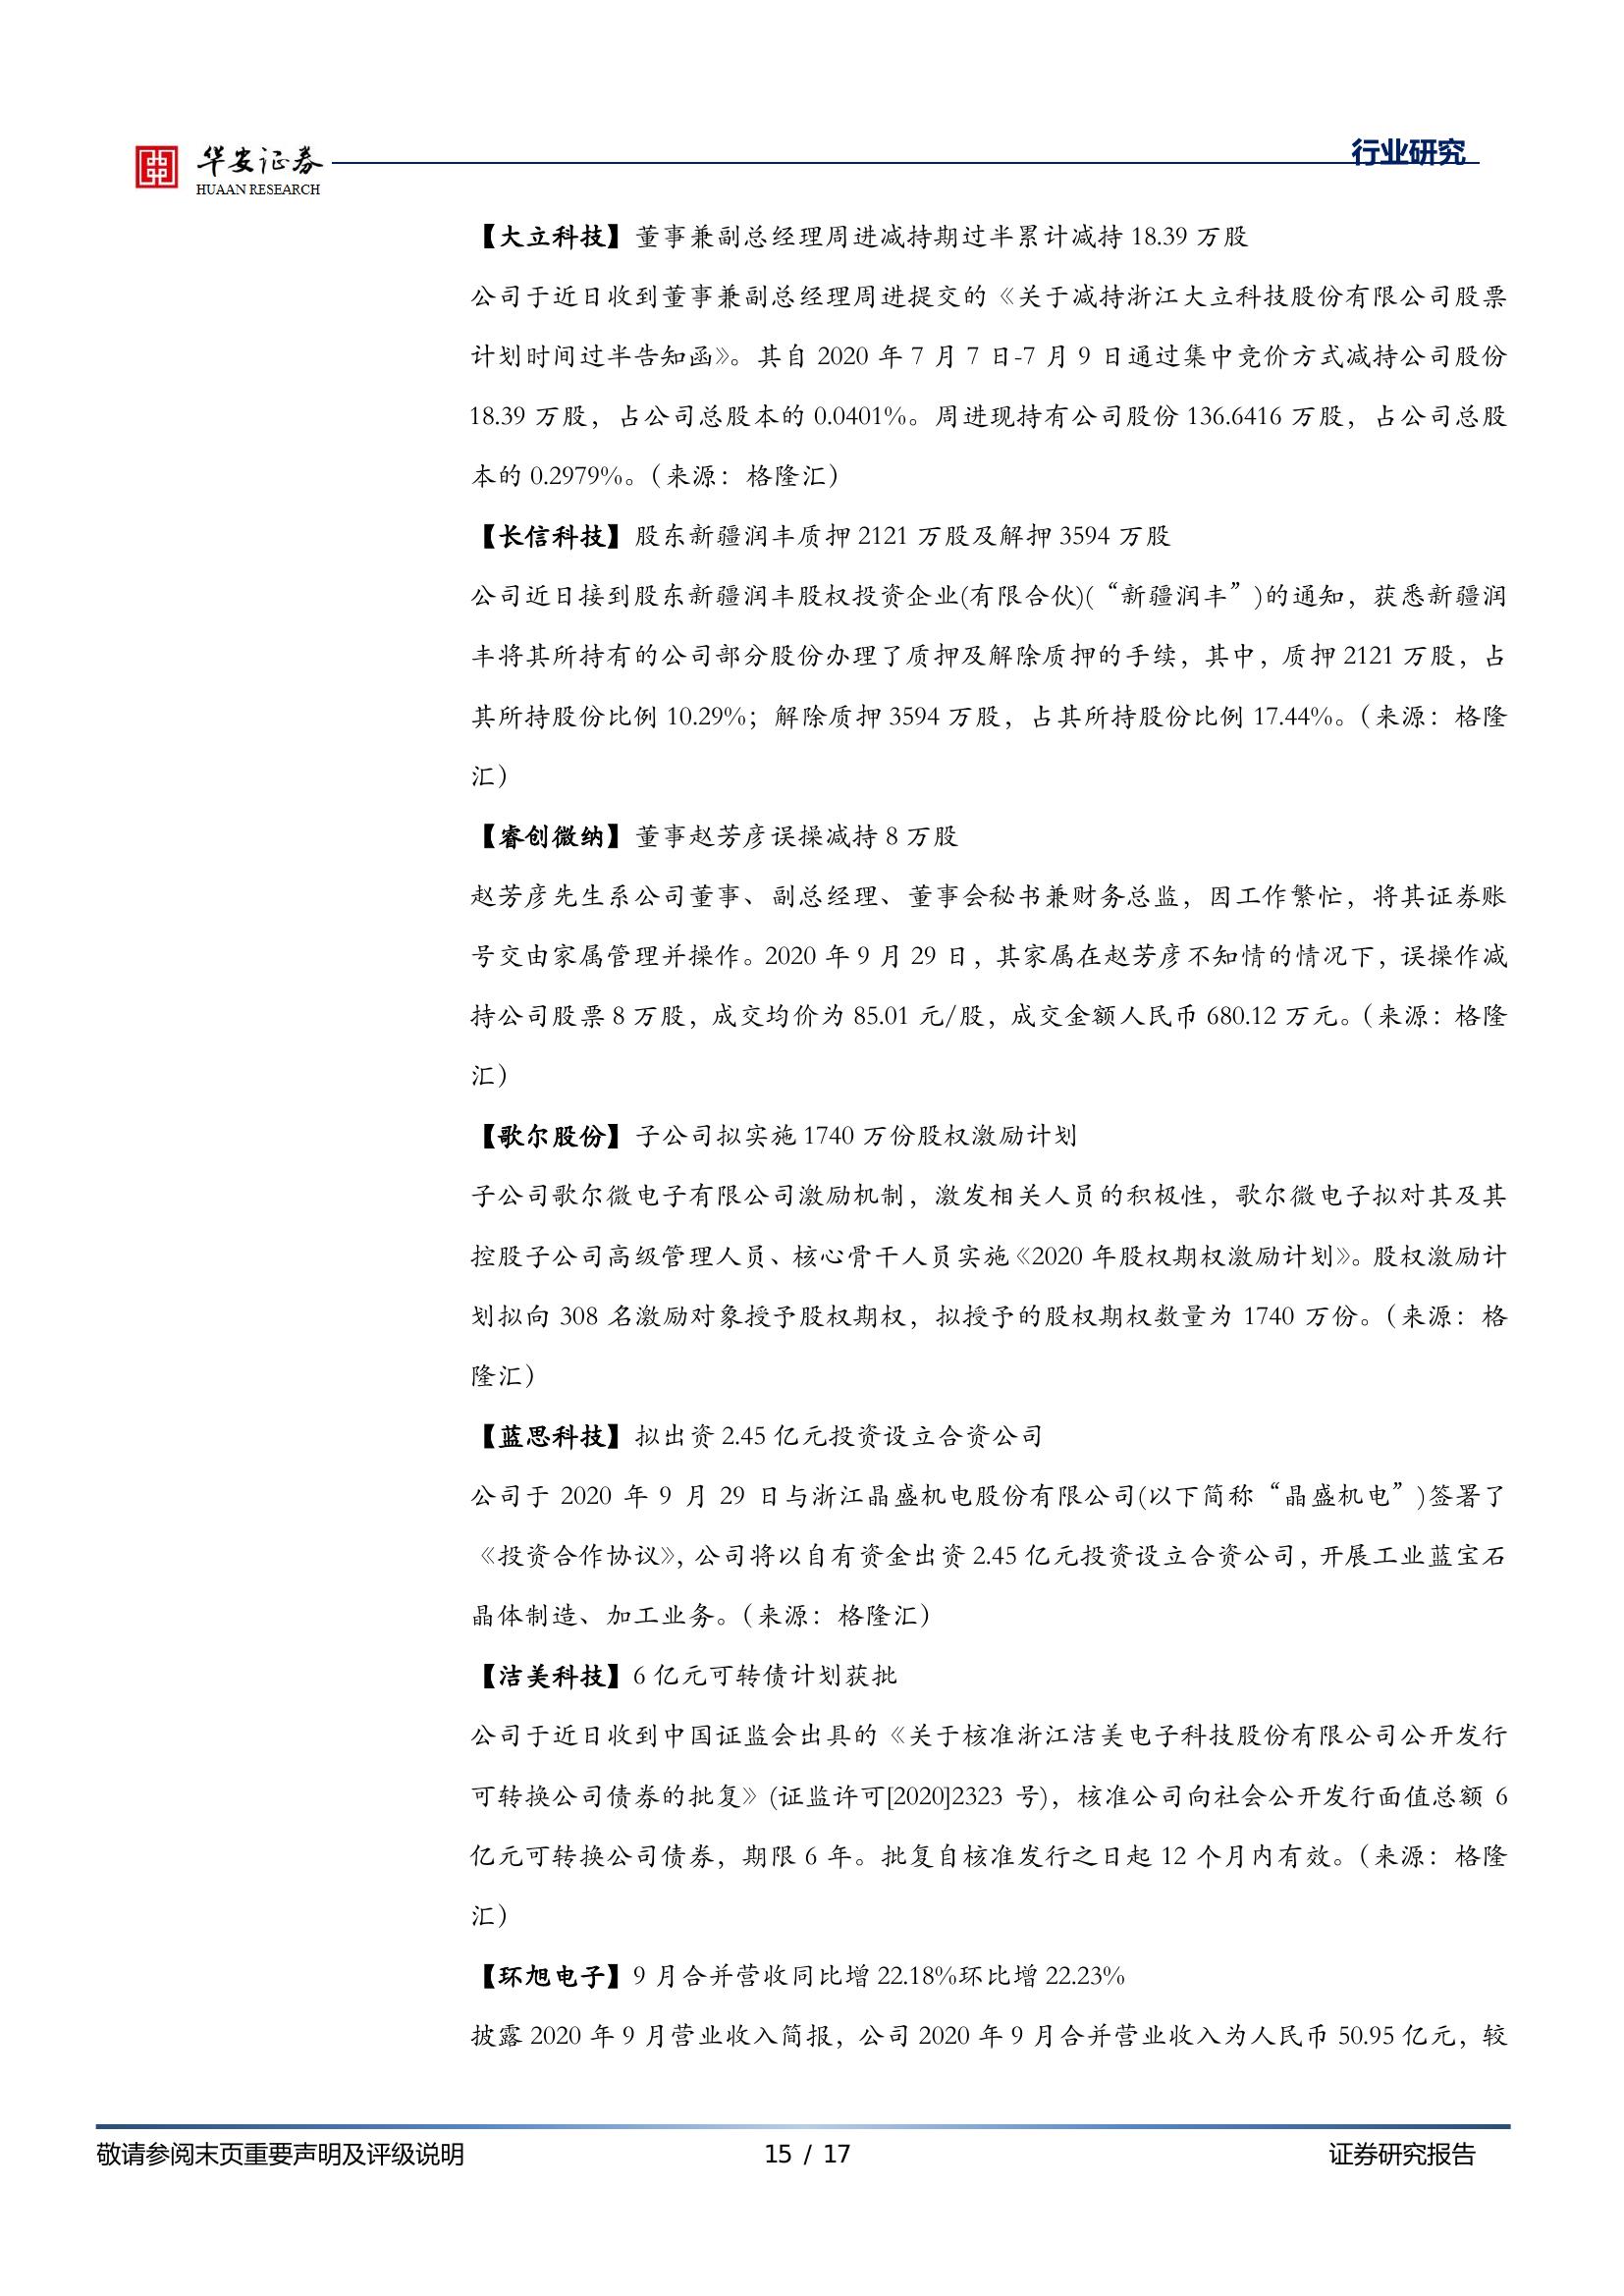 华安证券
HUAAN RESEARCH
行业研究
【大立科技】董事兼副总经理周进减持期过半累计减持 18.39 万股
公司于近日收到董事兼副总经理周进提交的《关于减持浙江大立科技股份有限公司股票
计划时间过半告知函》。其自 2020 年 7 月 7 日-7 月 9 日通过集中竞价方式减持公司股份
18.39 万股，占公司总股本的 0.0401%。周进现持有公司股份 136.6416 万股，占公司总股
本的 0.2979%。（来源：格隆汇）
【长信科技】股东新疆润丰质押 2121 万股及解押 3594 万股
公司近日接到股东新疆润丰股权投资企业(有限合伙)(“新疆润丰”)的通知，获悉新疆润
丰将其所持有的公司部分股份办理了质押及解除质押的手续，其中，质押 2121 万股，占
其所持股份比例 10.29%；解除质押 3594 万股，占其所持股份比例 17.44%。（来源：格隆
汇）
【睿创微纳】董事赵芳彦误操减持 8 万股
赵芳彦先生系公司董事、副总经理、董事会秘书兼财务总监，因工作繁忙，将其证券账
号交由家属管理并操作。2020 年 9 月 29 日，其家属在赵芳彦不知情的情况下，误操作减
持公司股票 8 万股，成交均价为 85.01 元/股，成交金额人民币 680.12 万元。（来源：格隆
汇）
【歌尔股份】子公司拟实施 1740 万份股权激励计划
子公司歌尔微电子有限公司激励机制，激发相关人员的积极性，歌尔微电子拟对其及其
控股子公司高级管理人员、核心骨干人员实施《2020 年股权期权激励计划》。股权激励计
划拟向 308 名激励对象授予股权期权，拟授予的股权期权数量为 1740 万份。（来源：格
隆汇）
【蓝思科技】拟出资 2.45 亿元投资设立合资公司
公司于 2020 年 9 月 29 日与浙江晶盛机电股份有限公司(以下简称“晶盛机电”)签署了
《投资合作协议》，公司将以自有资金出资 2.45 亿元投资设立合资公司，开展工业蓝宝石
晶体制造、加工业务。（来源：格隆汇）
【洁美科技】6 亿元可转债计划获批
公司于近日收到中国证监会出具的《关于核准浙江洁美电子科技股份有限公司公开发行
可转换公司债券的批复》(证监许可[2020]2323 号)，核准公司向社会公开发行面值总额 6
亿元可转换公司债券，期限 6 年。批复自核准发行之日起 12 个月内有效。（来源：格隆
汇）
【环旭电子】9 月合并营收同比增 22.18%环比增 22.23%
披露 2020 年 9 月营业收入简报，公司 2020 年 9 月合并营业收入为人民币 50.95 亿元，较
敬请参阅末页重要声明及评级说明
15 / 17
证券研究报告